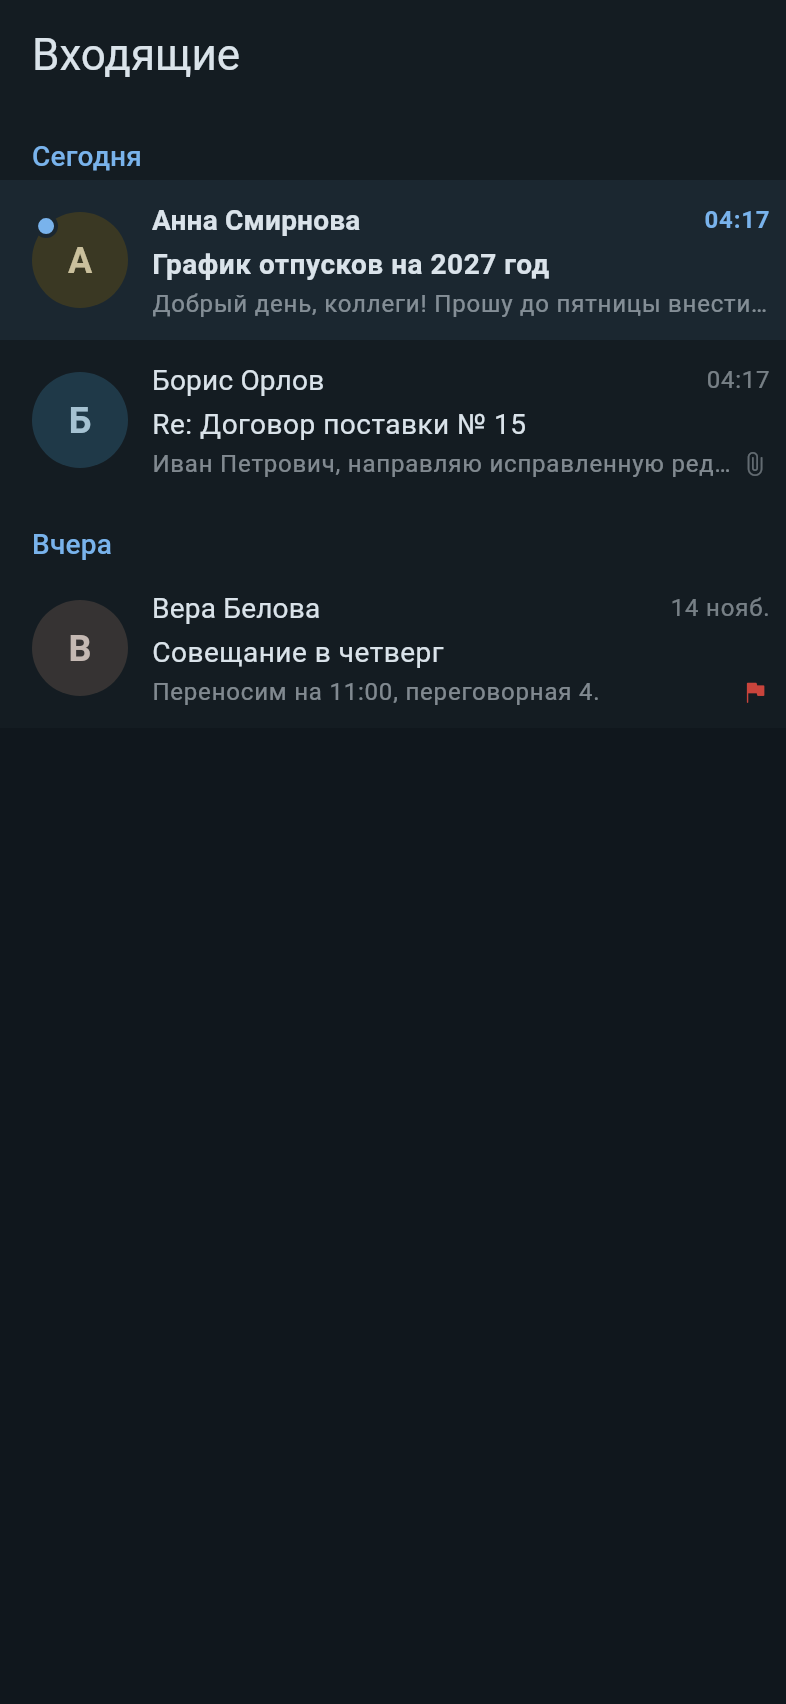 Входящие
Сегодня
А
Анна Смирнова 04:17
График отпусков на 2027 год
Добрый день, коллеги! Прошу до пятницы внести…
Б
Борис Орлов 04:17
Re: Договор поставки № 15
Иван Петрович, направляю исправленную ред…
Вчера
В
Вера Белова 14 нояб.
Совещание в четверг
Переносим на 11:00, переговорная 4.